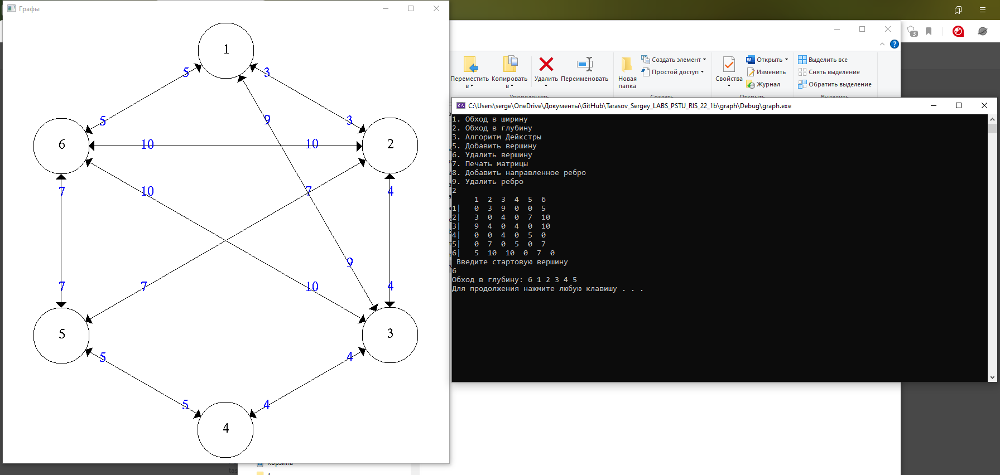 Графы
1
5
3
5
9
3
6
10
10
2
7
10
7
4
9
7
7
10
4
5
3
5
4
5
4
4
3
?
Переместить в
Копировать в
Удалить
Переименовать
Новая папка
Создать элемент
Простой доступ
Свойства
Открыть
Изменить
Журнал
Выделить все
Снять выделение
Обратить выделение
Упорядочить
Создать
Открыть
Выделить
C:\Users\serge\OneDrive\Документы\GitHub\Tarasov_Sergey_LABS_PSTU_RIS_22_1b\graph\Debug\graph.exe
1. Обход в ширину
2. Обход в глубину
3. Алгоритм Дейкстры
5. Добавить вершину
6. Удалить вершину
7. Печать матрицы
8. Добавить направленное ребро
9. Удалить ребро
2
1 2 3 4 5 6
1| 0 3 9 0 0 5
2| 3 0 4 0 7 10
3| 9 4 0 4 0 10
4| 0 0 4 0 5 0
5| 0 7 0 5 0 7
6| 5 10 10 0 7 0
Введите стартовую вершину
6
Обход в глубину: 6 1 2 3 4 5
Для продолжения нажмите любую клавишу . . .
Корзина